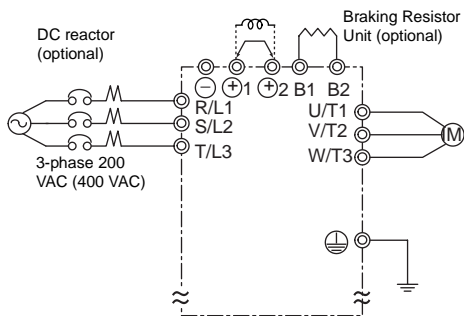 DC reactor
(optional)
Braking Resistor
Unit (optional)
⊖ ⊕1 ⊕2 B1 B2
R/L1
S/L2
T/L3
U/T1
V/T2
W/T3
M
3-phase 200
VAC (400 VAC)